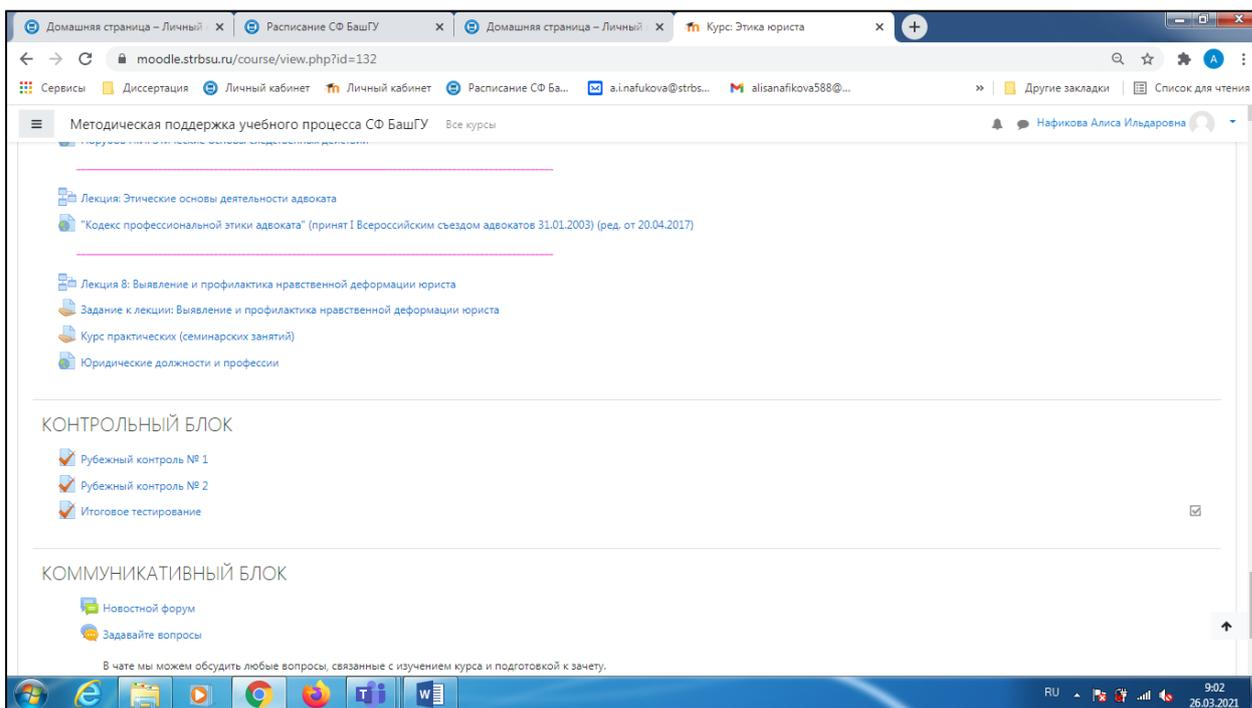 Домашняя страница – Личный
Расписание СФ БашГУ
Домашняя страница – Личный
Курс: Этика юриста
moodle.strbsu.ru/course/view.php?id=132
A
Сервисы
Диссертация
Личный кабинет
Личный кабинет
Расписание СФ Ба...
a.i.nafukova@strbs...
alisanafikova588@...
»
Другие закладки
Список для чтения
Методическая поддержка учебного процесса СФ БашГУ
Все курсы
Нафикова Алиса Ильдаровна
Лекция: Этические основы деятельности адвоката
"Кодекс профессиональной этики адвоката" (принят I Всероссийским съездом адвокатов 31.01.2003) (ред. от 20.04.2017)
Лекция 8: Выявление и профилактика нравственной деформации юриста
Задание к лекции: Выявление и профилактика нравственной деформации юриста
Курс практических (семинарских занятий)
Юридические должности и профессии
КОНТРОЛЬНЫЙ БЛОК
Рубежный контроль № 1
Рубежный контроль № 2
Итоговое тестирование
КОММУНИКАТИВНЫЙ БЛОК
Новостной форум
Задавайте вопросы
В чате мы можем обсудить любые вопросы, связанные с изучением курса и подготовкой к зачету.
RU
9:02
26.03.2021